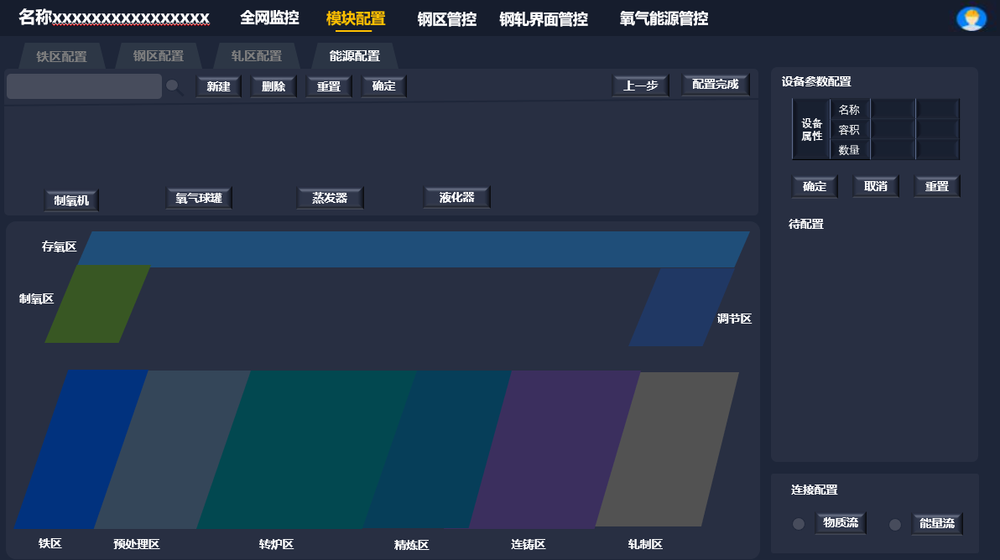 名称xxxxxxxxxxxxxxxx 全网监控 模块配置 钢区管控 钢轧界面管控 氧气能源管控
铁区配置 钢区配置 轧区配置 能源配置
新建 删除 重置 确定 上一步 配置完成
制氧机 氧气球罐 蒸发器 液化器
存氧区
制氧区
调节区
铁区 预处理区 转炉区 精炼区 连铸区 轧制区
设备参数配置
设备属性
名称
容积
数量
确定 取消 重置
待配置
连接配置
物质流 能量流